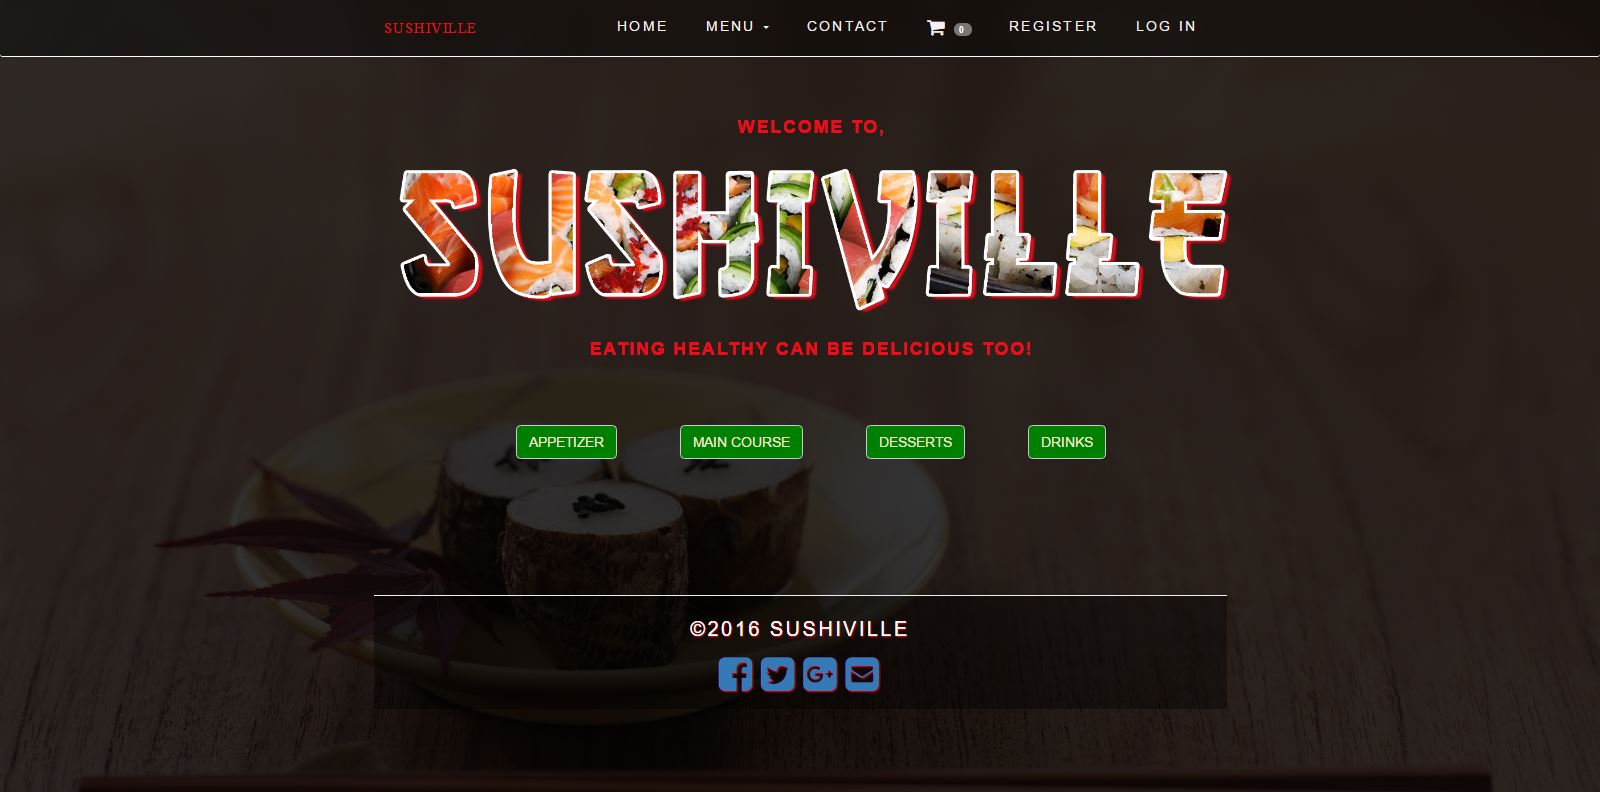 SUSHIVILLE HOME MENU CONTACT 0 REGISTER LOG IN
WELCOME TO,
SUSHIVILLE
EATING HEALTHY CAN BE DELICIOUS TOO!
APPETIZER MAIN COURSE DESSERTS DRINKS
©2016 SUSHIVILLE